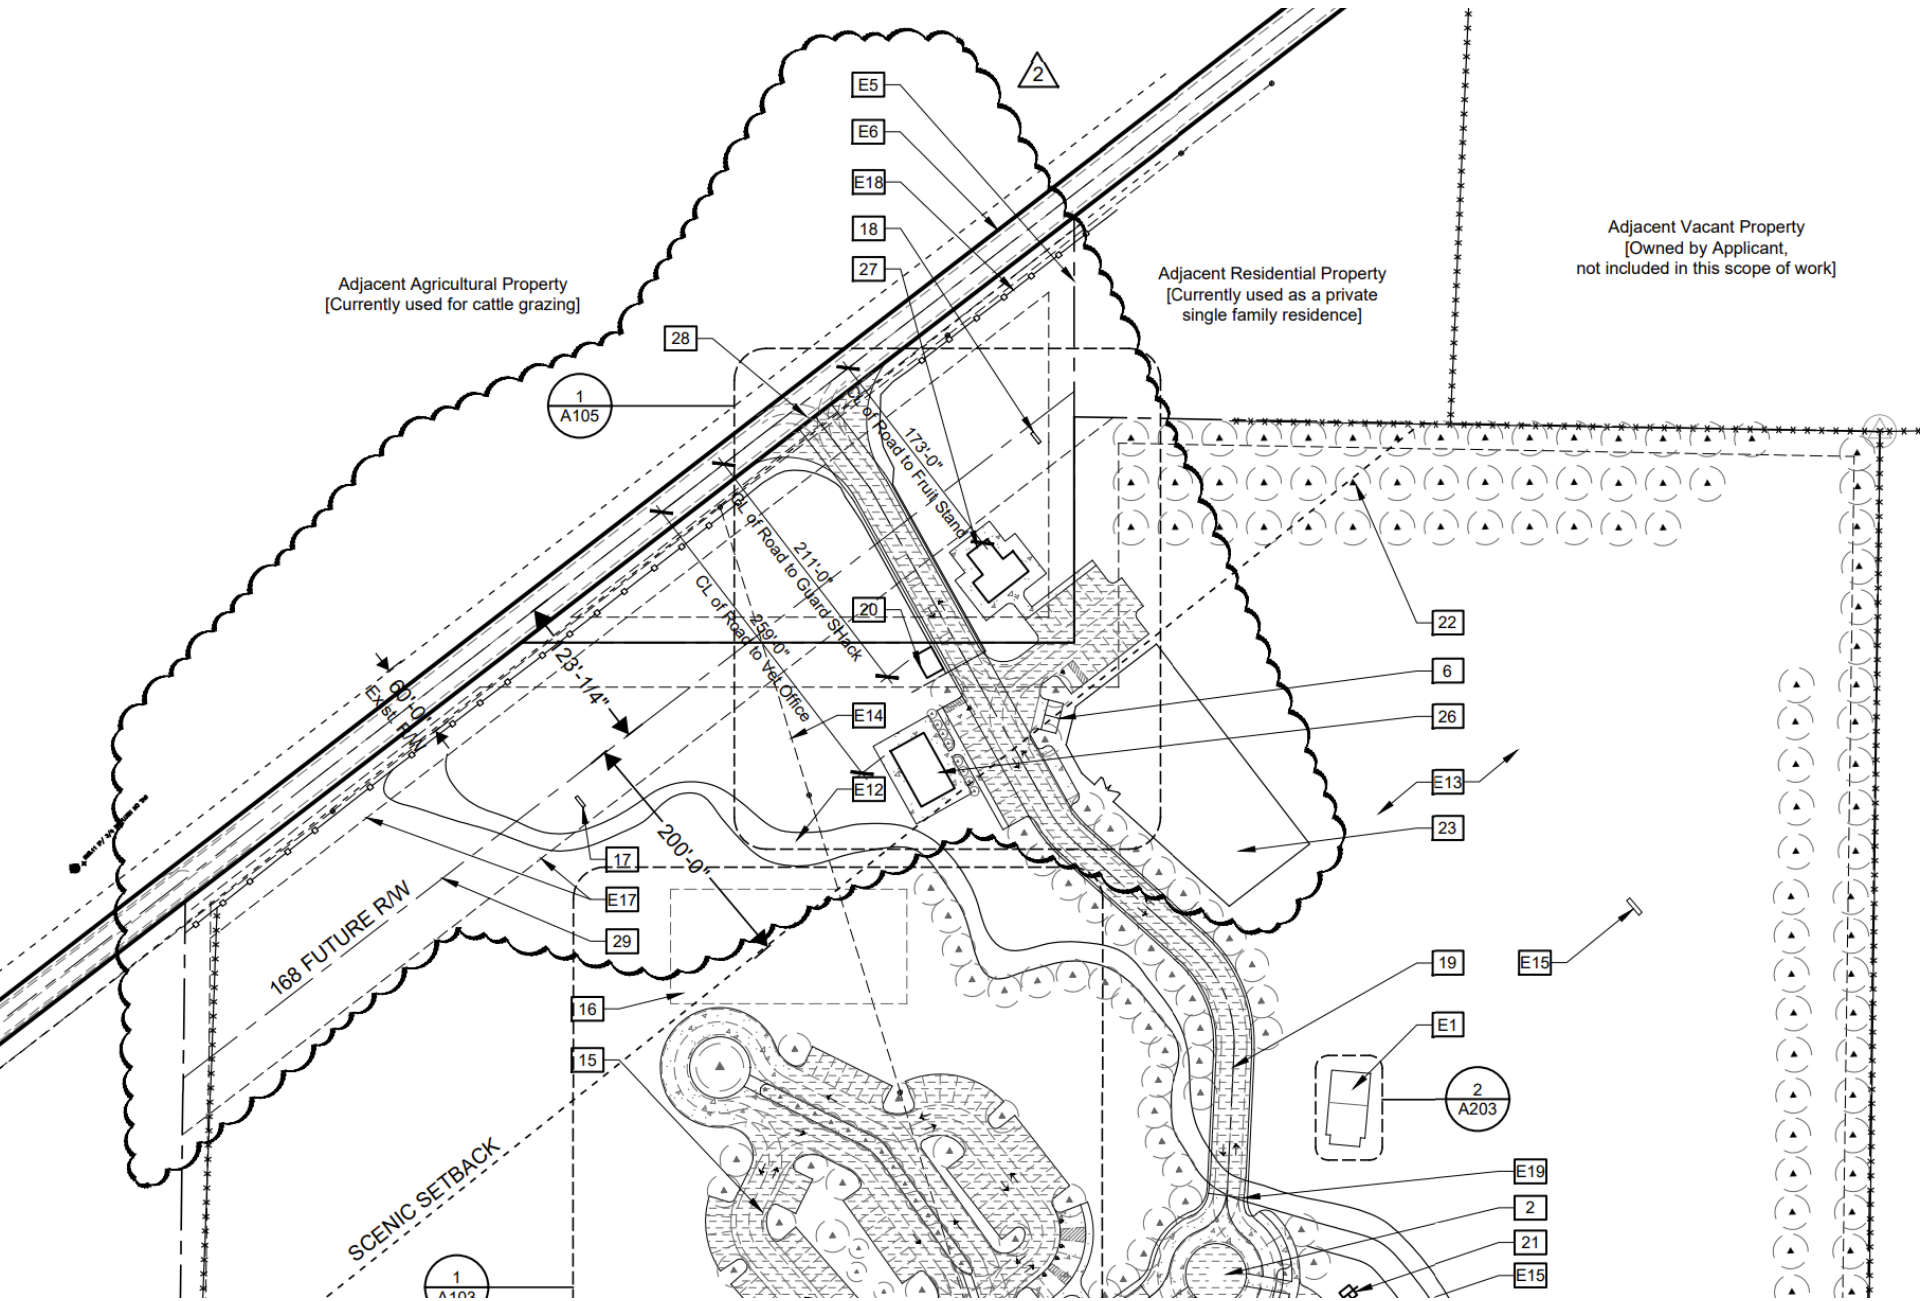 2
E5
E6
E18
18
27
28
Adjacent Agricultural Property
[Currently used for cattle grazing]
Adjacent Residential Property
[Currently used as a private
single family residence]
Adjacent Vacant Property
[Owned by Applicant,
not included in this scope of work]
1
A105
173'-0"
CL of Road to Fruit Stand
211'-0"
CL of Road to Guard SHack
259'-0"
CL of Road to Vet Office
20
22
6
26
E14
E12
E13
23
23'-1/4"
60'-0"
Exist. R/W
200'-0"
17
E17
29
168 FUTURE R/W
16
15
19
E15
E1
2
A203
SCENIC SETBACK
E19
2
21
E15
1
A103